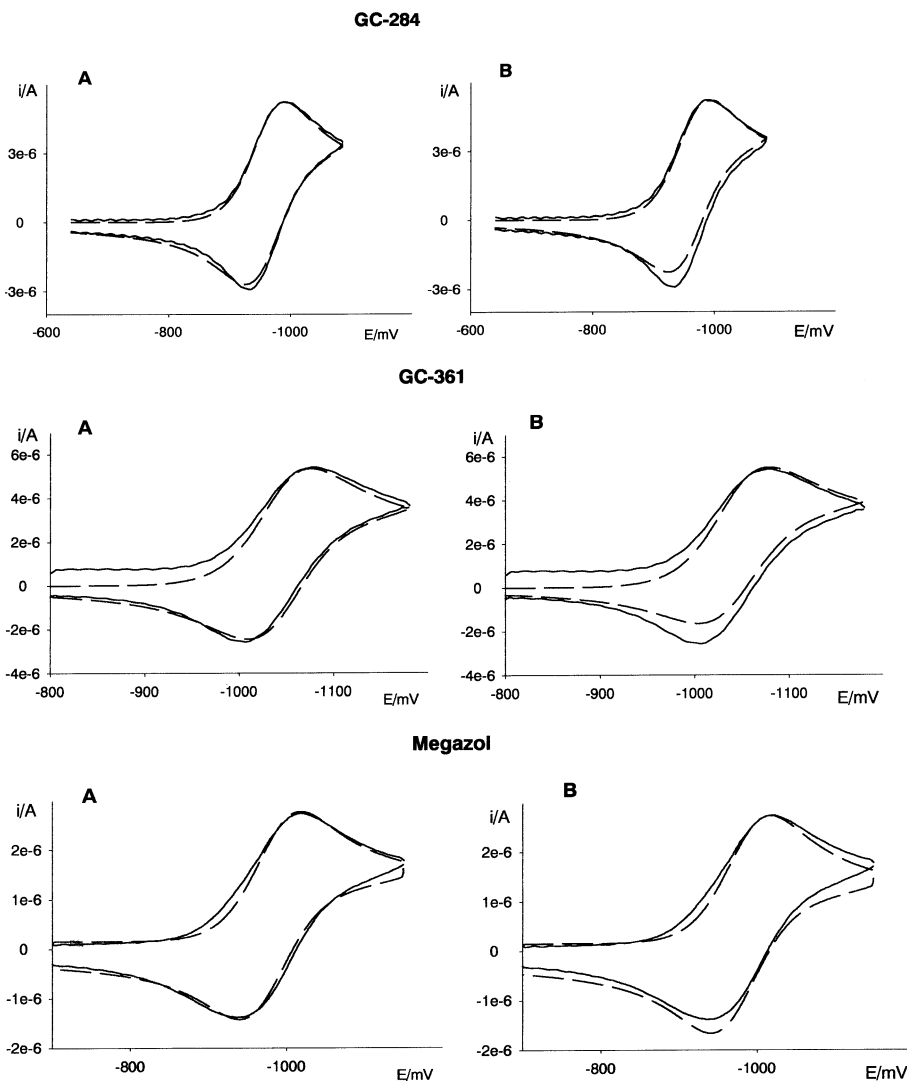 GC-284
A
i/A
3e-6
0
-3e-6
-600
-800
-1000
E/mV
B
i/A
3e-6
0
-3e-6
-600
-800
-1000
E/mV
GC-361
A
i/A
6e-6
4e-6
2e-6
0
-2e-6
-4e-6
-800
-900
-1000
-1100
E/mV
B
i/A
6e-6
4e-6
2e-6
0
-2e-6
-4e-6
-800
-900
-1000
-1100
E/mV
Megazol
A
i/A
2e-6
1e-6
0
-1e-6
-2e-6
-800
-1000
E/mV
B
i/A
2e-6
1e-6
0
-1e-6
-2e-6
-800
-1000
E/mV